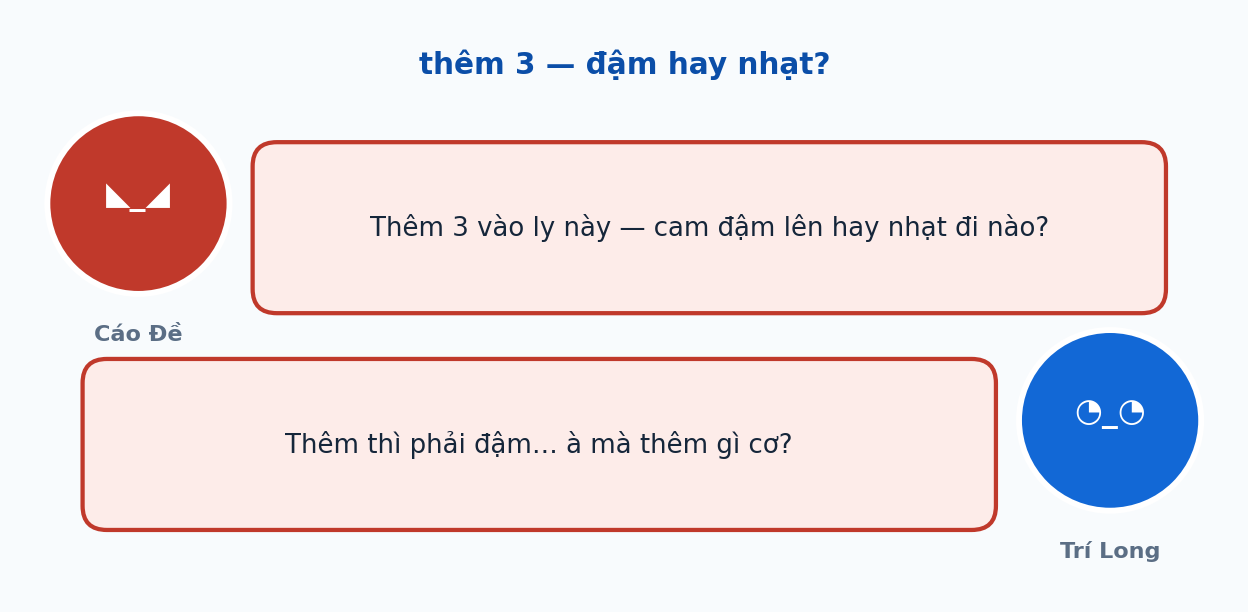 thêm 3 — đậm hay nhạt?
Thêm 3 vào ly này — cam đậm lên hay nhạt đi nào?
Cáo Đề
Thêm thì phải đậm… à mà thêm gì cơ?
◔_◔
Trí Long